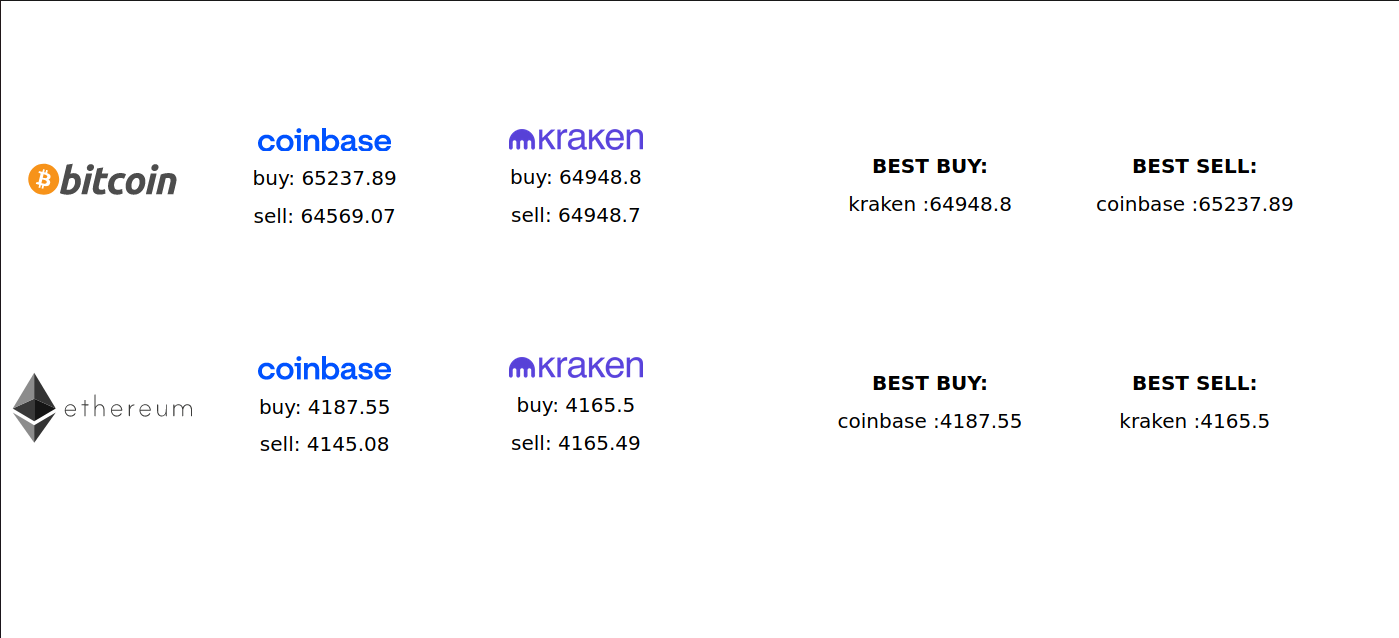 bitcoin
coinbase
buy: 65237.89
sell: 64569.07
kraken
buy: 64948.8
sell: 64948.7
BEST BUY:
kraken :64948.8
BEST SELL:
coinbase :65237.89
ethereum
coinbase
buy: 4187.55
sell: 4145.08
kraken
buy: 4165.5
sell: 4165.49
BEST BUY:
coinbase :4187.55
BEST SELL:
kraken :4165.5